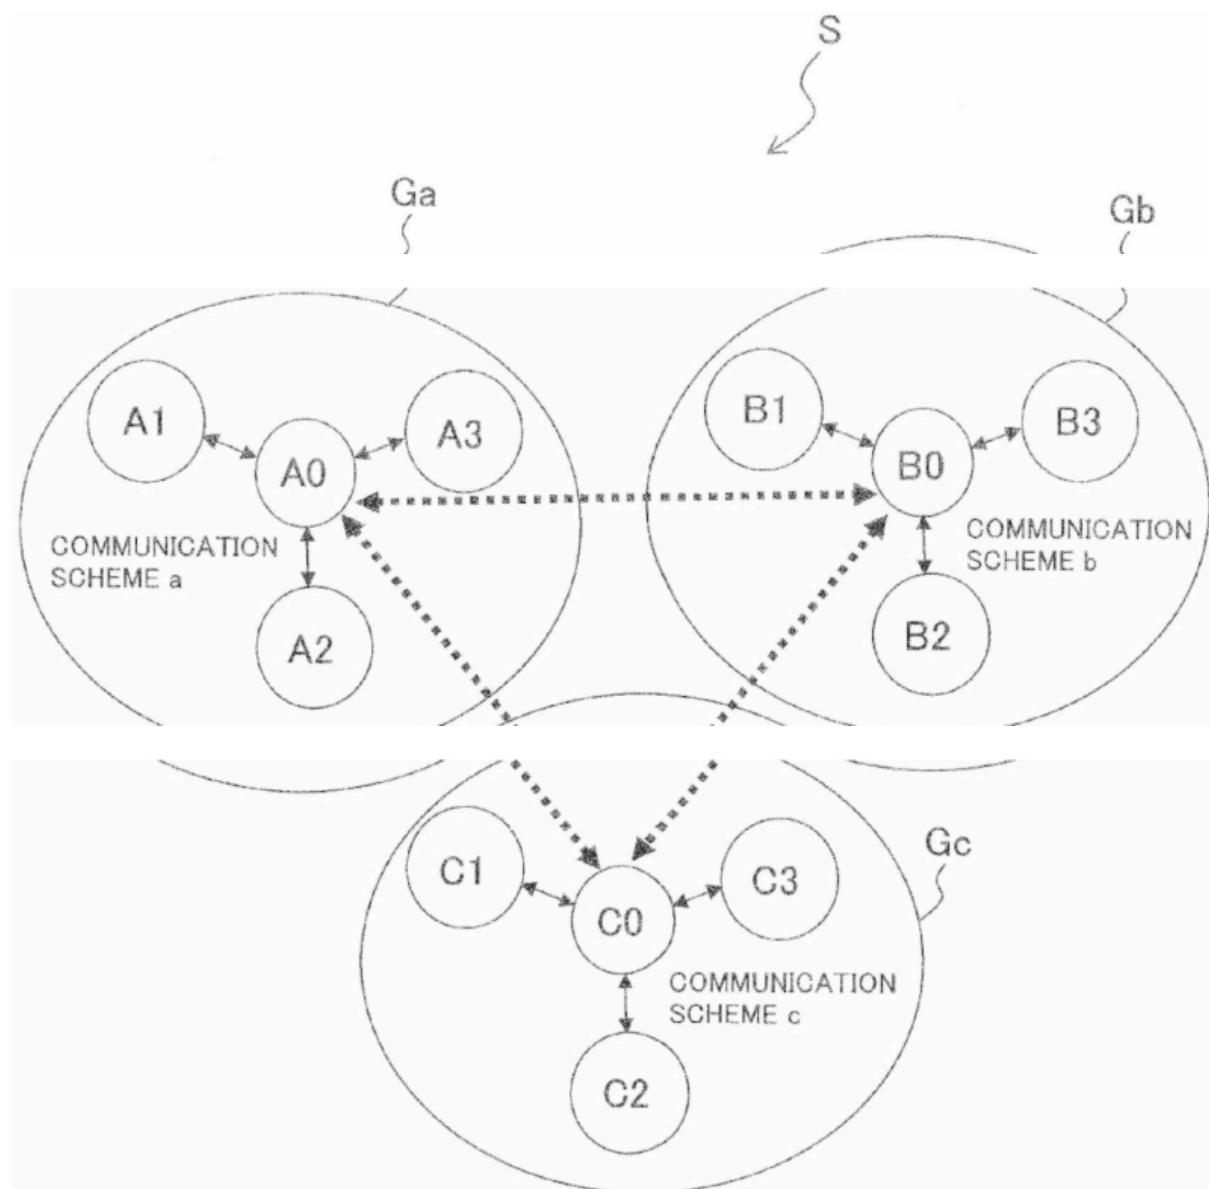 S
Ga
Gb
A1
A3
A0
B1
B3
B0
COMMUNICATION
SCHEME a
COMMUNICATION
SCHEME b
A2
B2
Gc
C1
C3
C0
COMMUNICATION
SCHEME c
C2